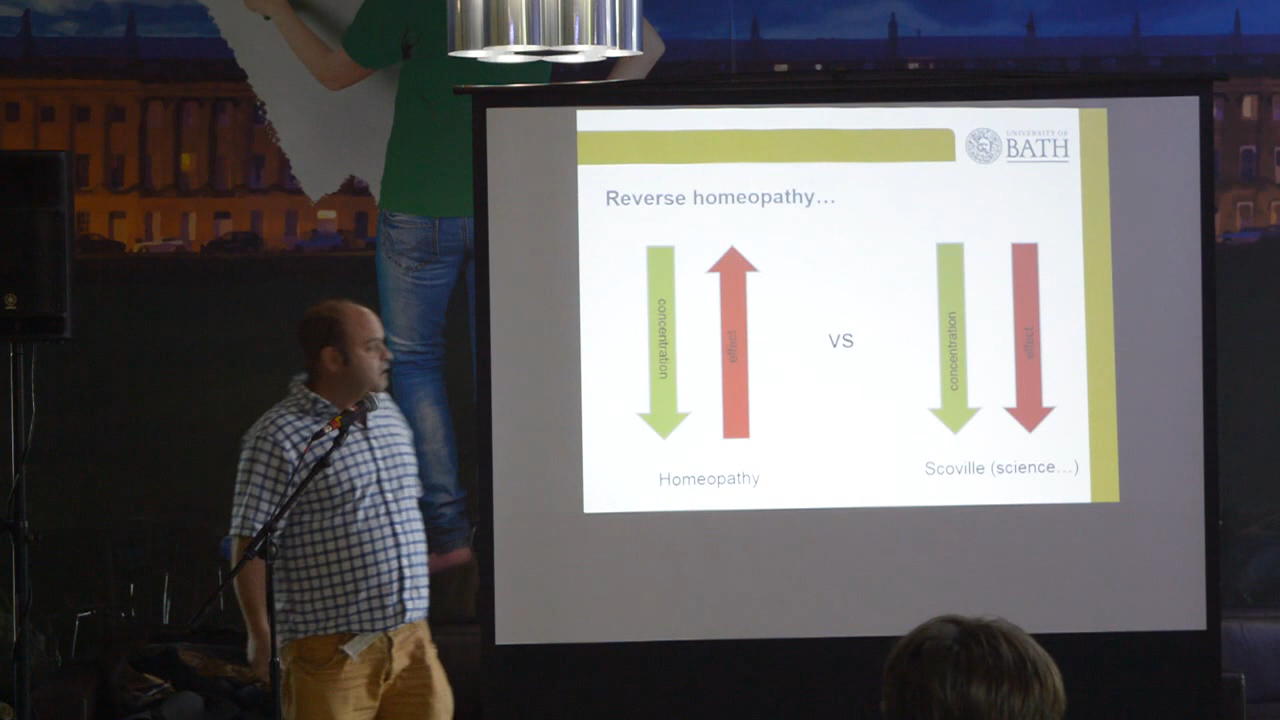 UNIVERSITY OF
BATH
Reverse homeopathy…
concentration
effect
vs
concentration
effect
Homeopathy
Scoville (science…)